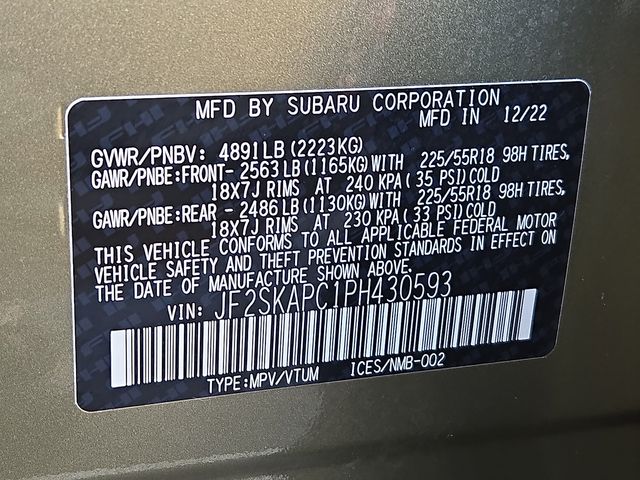 MFD BY SUBARU CORPORATION
MFD IN 12/22
GVWR/PNBV: 4891LB(2223KG)
GAWR/PNBE:FRONT- 2563LB(1165KG)WITH 225/55R18 98H TIRES,
18X7J RIMS AT 240 KPA( 35 PSI)COLD
GAWR/PNBE:REAR - 2486LB(1130KG)WITH 225/55R18 98H TIRES,
18X7J RIMS AT 230 KPA( 33 PSI)COLD
THIS VEHICLE CONFORMS TO ALL APPLICABLE FEDERAL MOTOR
VEHICLE SAFETY AND THEFT PREVENTION STANDARDS IN EFFECT ON
THE DATE OF MANUFACTURE SHOWN ABOVE.
VIN: JF2SKAPC1PH430593
TYPE:MPV/VTUM ICES/NMB-002